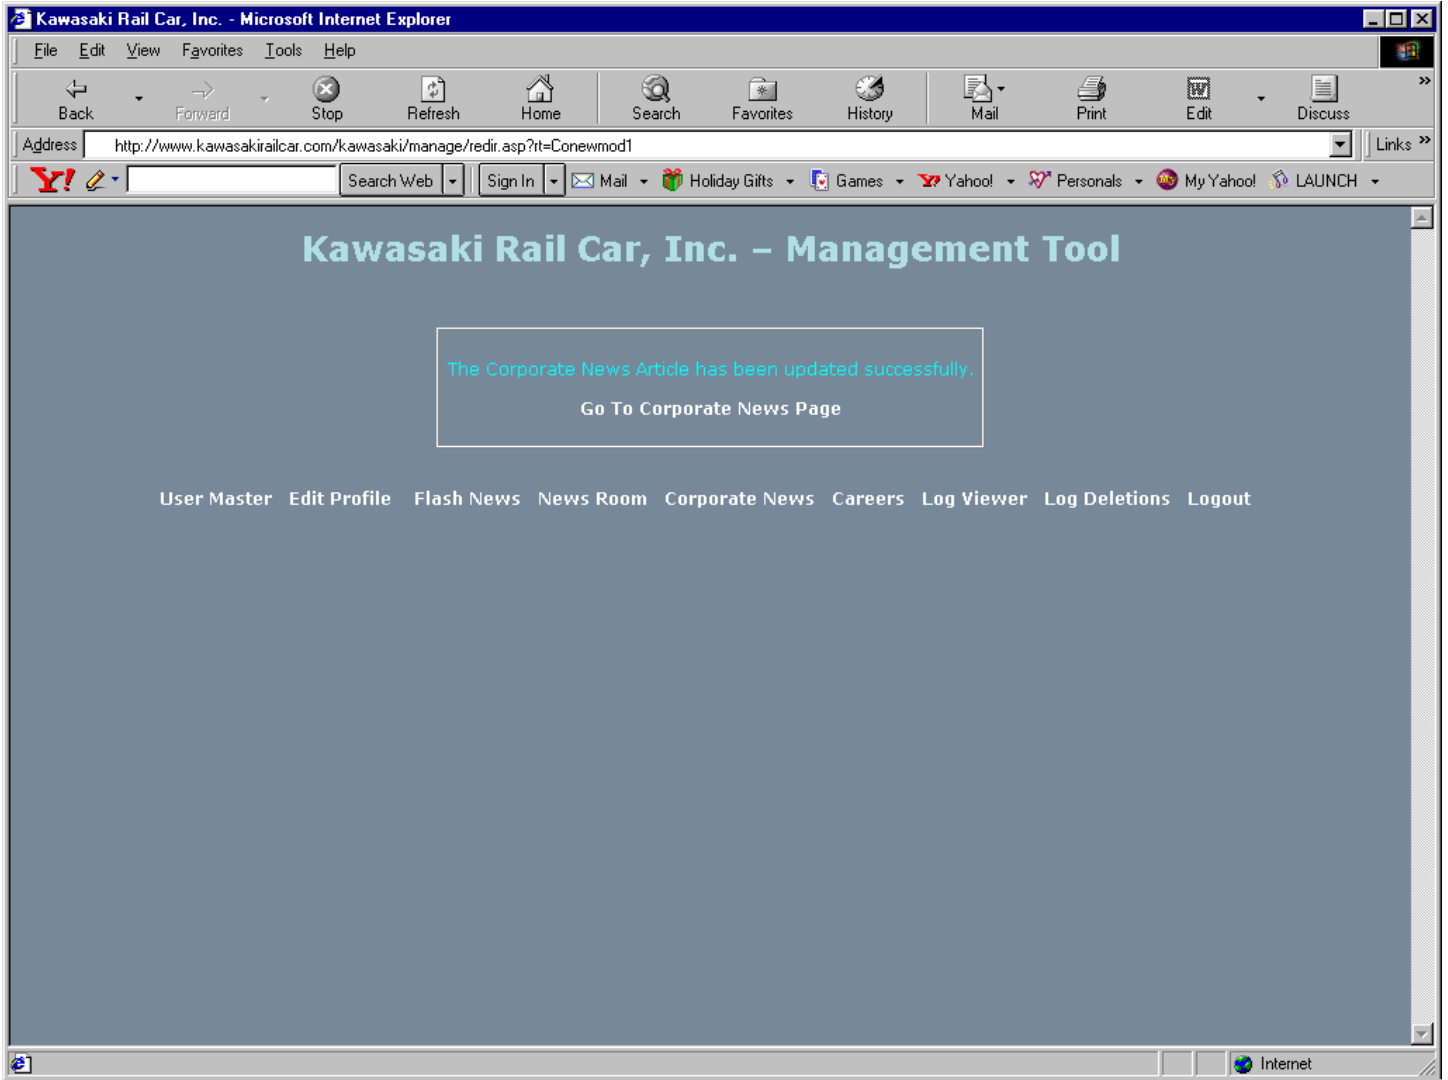 Kawasaki Rail Car, Inc. - Microsoft Internet Explorer
File Edit View Favorites Tools Help
Back Forward Stop Refresh Home Search Favorites History Mail Print Edit Discuss »
Address http://www.kawasakirailcar.com/kawasaki/manage/redir.asp?rt=Conewmod1 Links »
Y! Search Web Sign In Mail Holiday Gifts Games Y? Yahoo! Personals My Yahoo! LAUNCH
Kawasaki Rail Car, Inc. – Management Tool
The Corporate News Article has been updated successfully.
Go To Corporate News Page
User Master Edit Profile Flash News News Room Corporate News Careers Log Viewer Log Deletions Logout
Internet